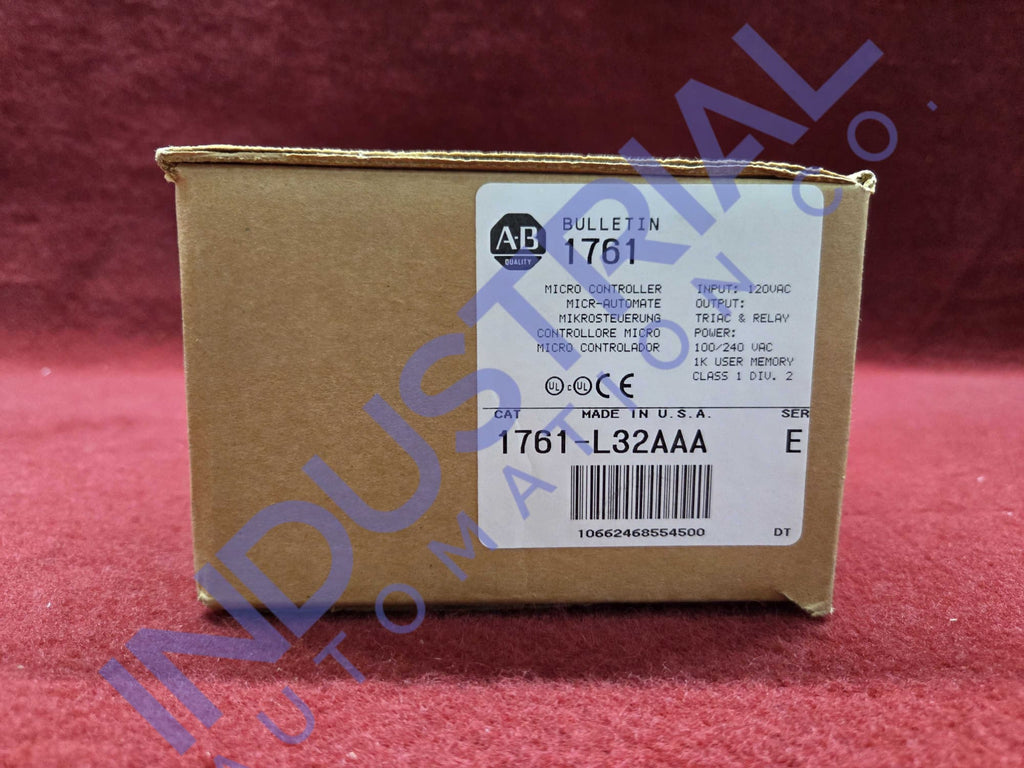 A-B
QUALITY
BULLETIN
1761
MICRO CONTROLLER
MICR-AUTOMATE
MIKROSTEUERUNG
CONTROLLORE MICRO
MICRO CONTROLADOR
INPUT: 120VAC
OUTPUT:
TRIAC & RELAY
POWER:
100/240 VAC
1K USER MEMORY
CLASS 1 DIV. 2
UL c UL CE
CAT MADE IN U.S.A. SER
1761-L32AAA E
10662468554500 DT
INDUSTRIAL
AUTOMATION CO.